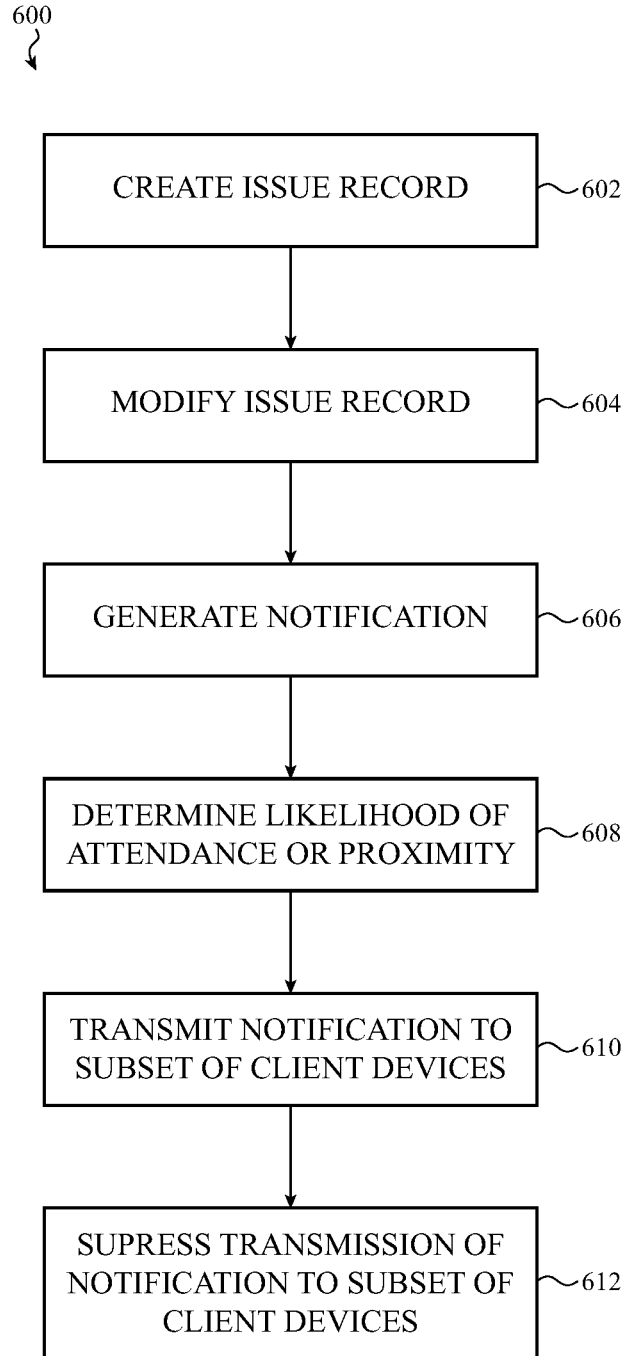 600
CREATE ISSUE RECORD
602
MODIFY ISSUE RECORD
604
GENERATE NOTIFICATION
606
DETERMINE LIKELIHOOD OF
ATTENDANCE OR PROXIMITY
608
TRANSMIT NOTIFICATION TO
SUBSET OF CLIENT DEVICES
610
SUPRESS TRANSMISSION OF
NOTIFICATION TO SUBSET OF
CLIENT DEVICES
612